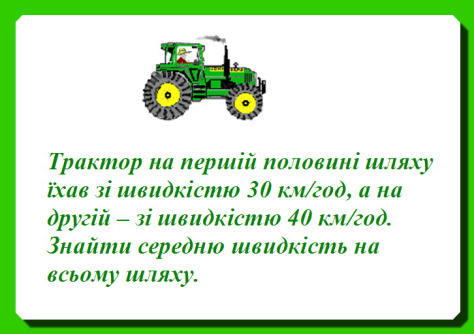 Трактор на першій половині шляху
їхав зі швидкістю 30 км/год, а на
другій – зі швидкістю 40 км/год.
Знайти середню швидкість на
всьому шляху.